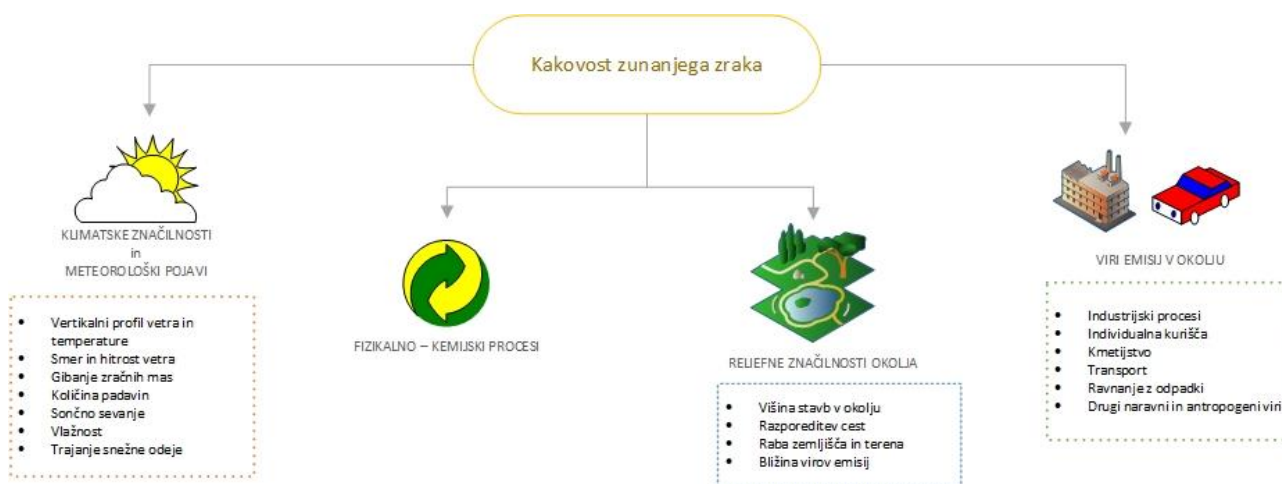 Kakovost zunanjega zraka
KLIMATSKE ZNAČILNOSTI
in
METEOROLOŠKI POJAVI
• Vertikalni profil vetra in
temperature
• Smer in hitrost vetra
• Gibanje zračnih mas
• Količina padavin
• Sončno sevanje
• Vlažnost
• Trajanje snežne odeje
FIZIKALNO – KEMIJSKI PROCESI
RELIEFNE ZNAČILNOSTI OKOLJA
• Višina stavb v okolju
• Razporeditev cest
• Raba zemljišča in terena
• Bližina virov emisij
VIRI EMISIJ V OKOLJU
• Industrijski procesi
• Individualna kurišča
• Kmetijstvo
• Transport
• Ravnanje z odpadki
• Drugi naravni in antropogeni viri